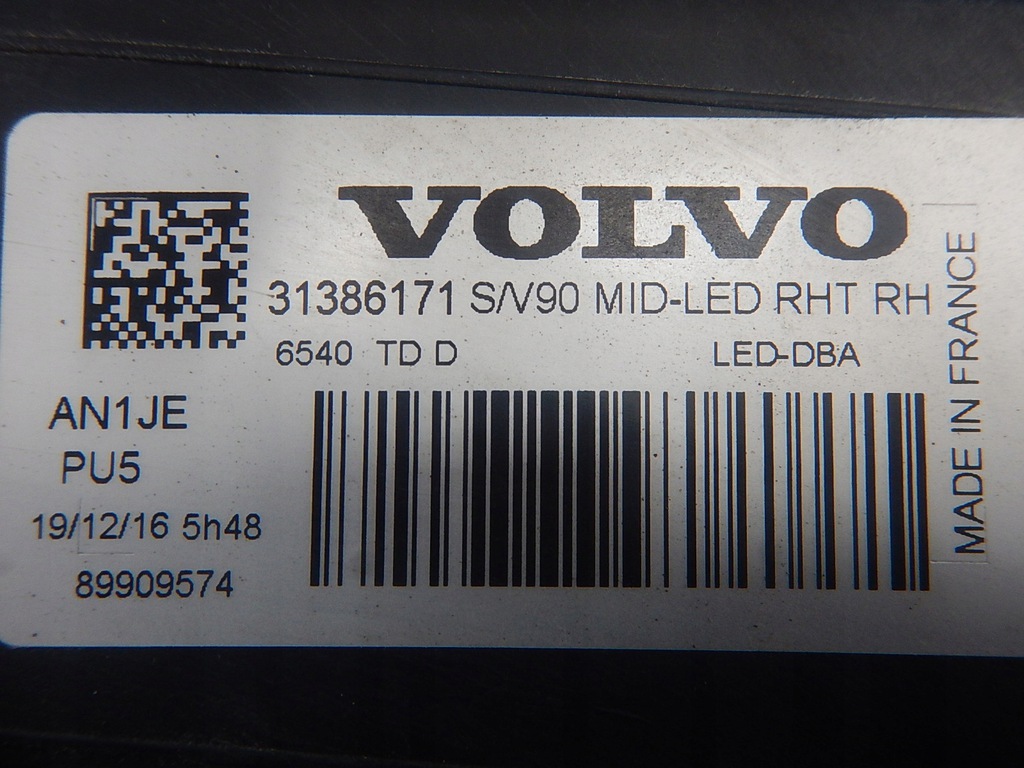 VOLVO
31386171 S/V90 MID-LED RHT RH
6540 TD D LED-DBA
AN1JE
PU5
19/12/16 5h48
89909574
MADE IN FRANCE